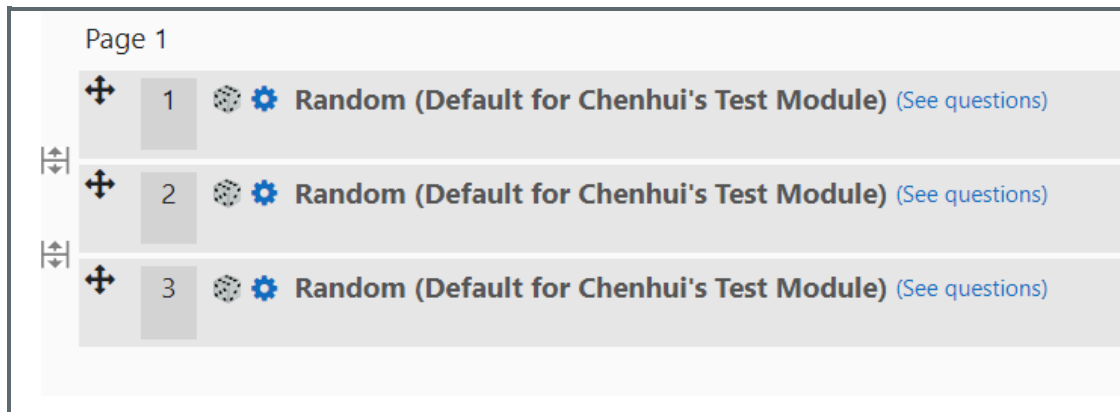 Page 1
1 Random (Default for Chenhui's Test Module) (See questions)
2 Random (Default for Chenhui's Test Module) (See questions)
3 Random (Default for Chenhui's Test Module) (See questions)